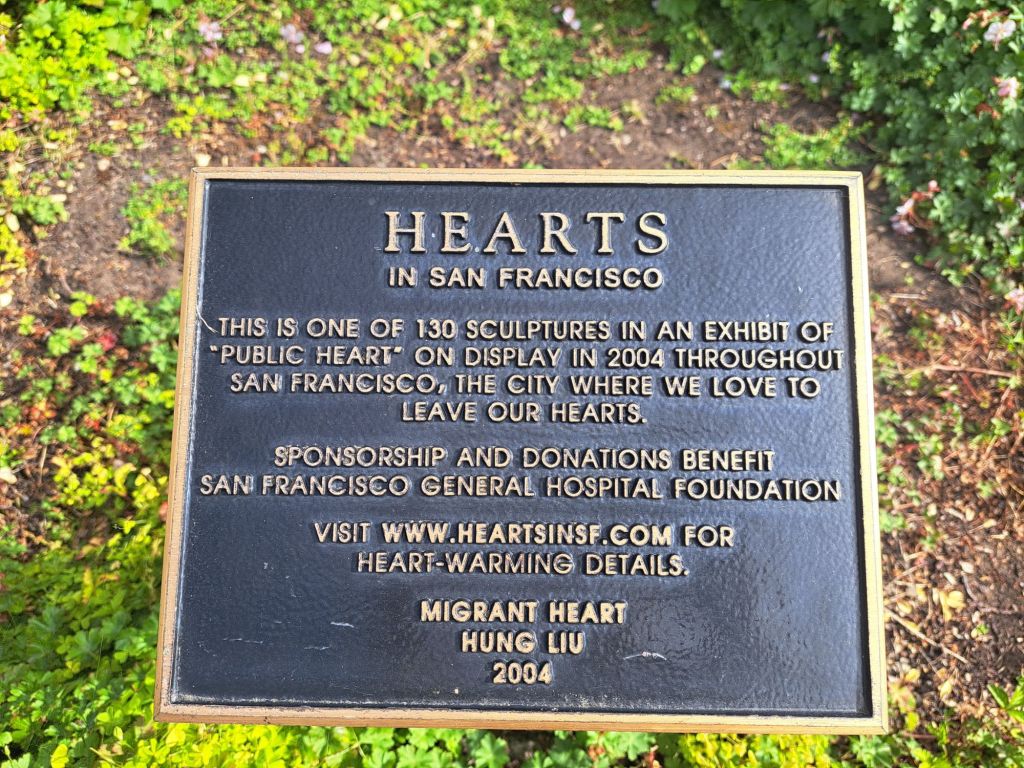 HEARTS
IN SAN FRANCISCO
THIS IS ONE OF 130 SCULPTURES IN AN EXHIBIT OF
"PUBLIC HEART" ON DISPLAY IN 2004 THROUGHOUT
SAN FRANCISCO, THE CITY WHERE WE LOVE TO
LEAVE OUR HEARTS.
SPONSORSHIP AND DONATIONS BENEFIT
SAN FRANCISCO GENERAL HOSPITAL FOUNDATION
VISIT WWW.HEARTSINSF.COM FOR
HEART-WARMING DETAILS.
MIGRANT HEART
HUNG LIU
2004